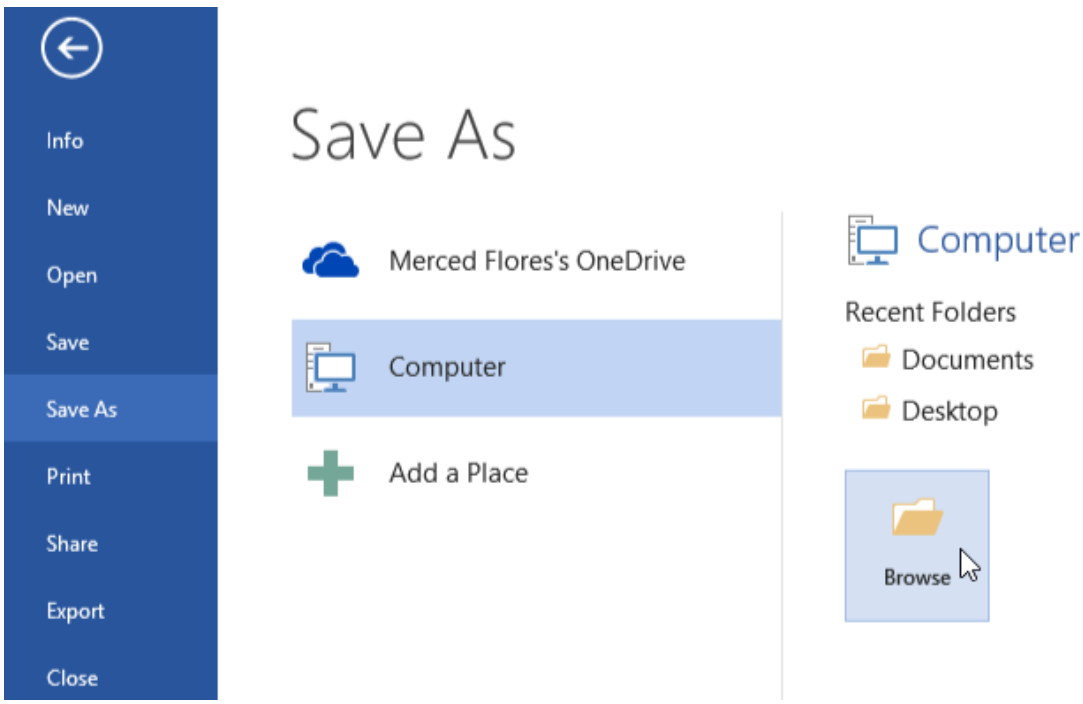 Info
New
Open
Save
Save As
Print
Share
Export
Close
Save As
Merced Flores's OneDrive
Computer
Add a Place
Computer
Recent Folders
Documents
Desktop
Browse